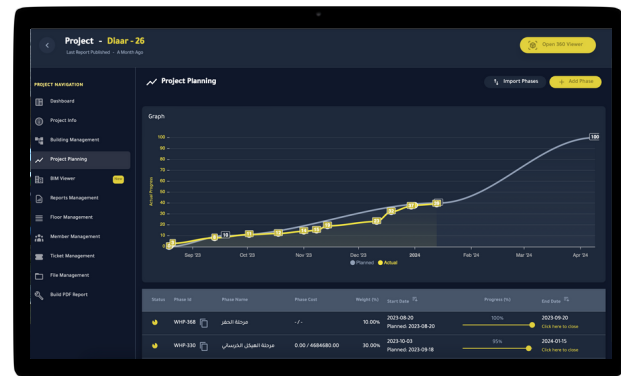 Project - Diaar - 26
Last Report Published - A Month Ago
Open 360 Viewer
PROJECT NAVIGATION
Dashboard
Project Info
Building Management
Project Planning
BIM Viewer
Reports Management
Floor Management
Member Management
Ticket Management
File Management
Build PDF Report
Project Planning
Import Phases
+ Add Phase
Graph
Actual Progress
100
90
80
70
60
50
40
30
20
10
10
100
Sep '23 Oct '23 Nov '23 Dec '23 2024 Feb '24 Mar '24 Apr '24
Planned Actual
Status Phase Id Phase Name Phase Cost Weight (%) Start Date Progress (%) End Date
WHP-368 مرحلة الحفر -/- 10.00% 2023-08-20 100% 2023-09-20
Planned: 2023-08-20 Click here to close
WHP-330 مرحلة الهيكل الخرساني 0.00 / 4684680.00 30.00% 2023-10-03 95% 2024-01-15
Planned: 2023-09-18 Click here to close